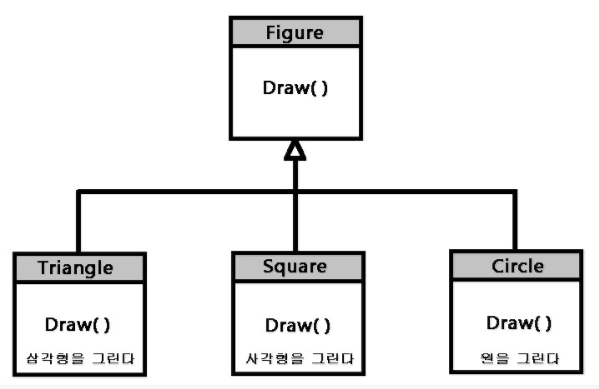 Figure
Draw( )
Triangle
Draw( )
삼각형을 그린다
Square
Draw( )
사각형을 그린다
Circle
Draw( )
원을 그린다